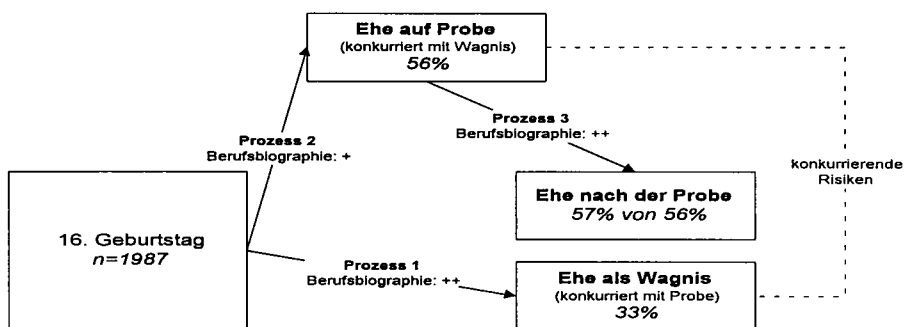 Ehe auf Probe
(konkurriert mit Wagnis)
56%
Prozess 3
Berufsbiographie: ++
Prozess 2
Berufsbiographie: +
konkurrierende
Risiken
Ehe nach der Probe
57% von 56%
16. Geburtstag
n=1987
Prozess 1
Berufsbiographie: ++
Ehe als Wagnis
(konkurriert mit Probe)
33%